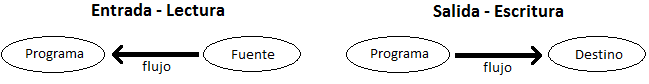 Entrada - Lectura
Programa
Fuente
flujo
Salida - Escritura
Programa
Destino
flujo